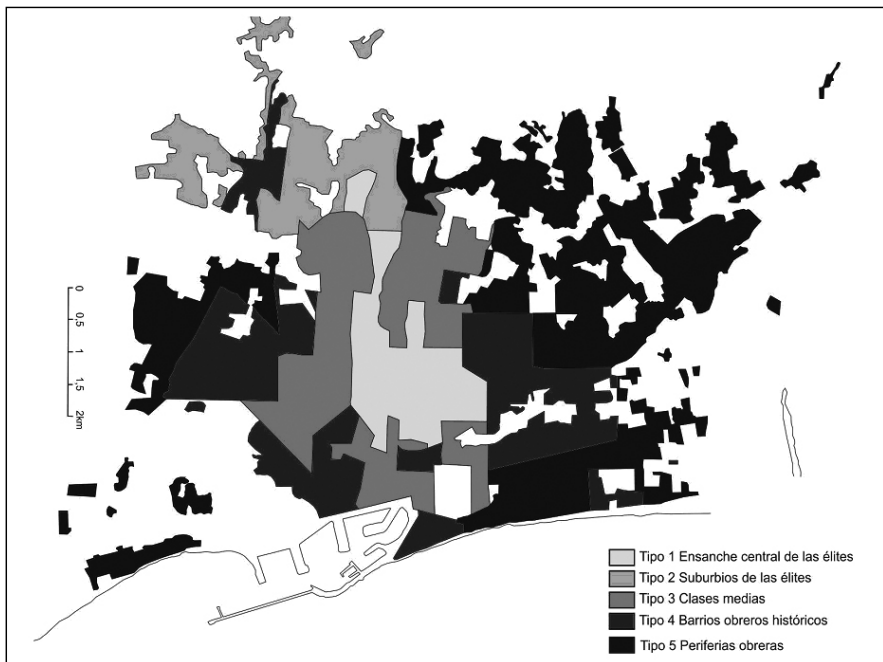 0
0,5
1
1,5
2km
Tipo 1 Ensanche central de las élites
Tipo 2 Suburbios de las élites
Tipo 3 Clases medias
Tipo 4 Barrios obreros históricos
Tipo 5 Periferias obreras